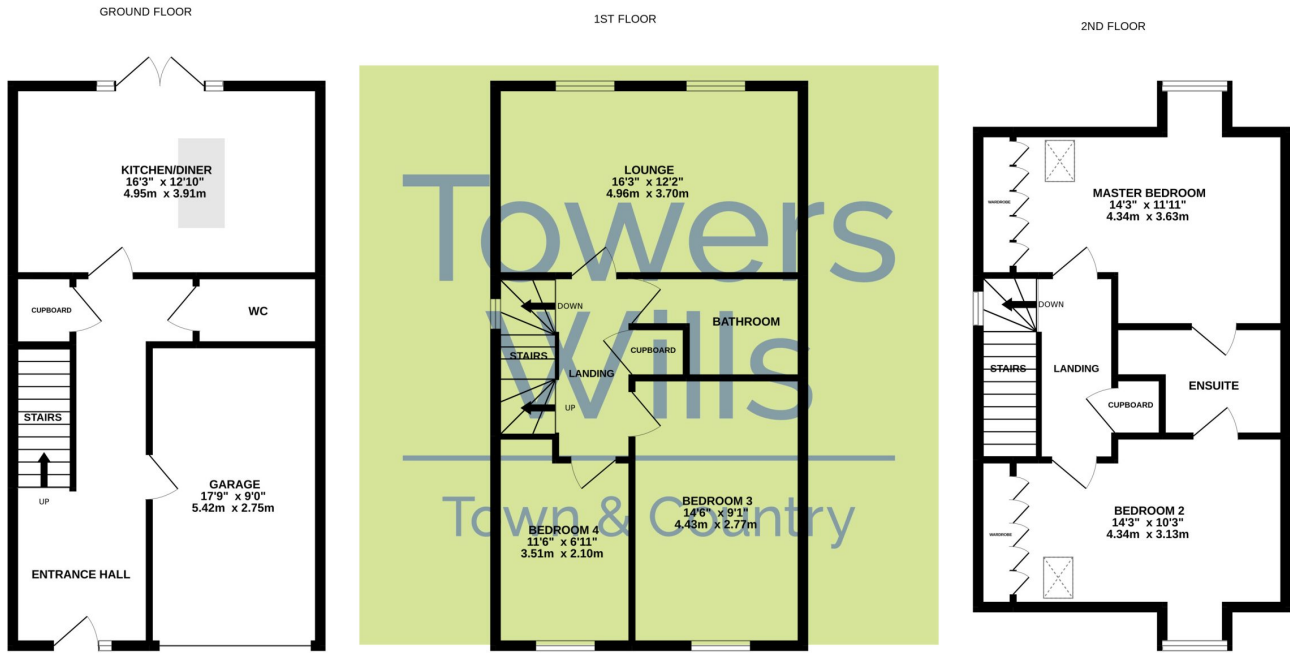 GROUND FLOOR
KITCHEN/DINER
16'3" x 12'10"
4.95m x 3.91m
CUPBOARD
WC
STAIRS
UP
GARAGE
17'9" x 9'0"
5.42m x 2.75m
ENTRANCE HALL
1ST FLOOR
LOUNGE
16'3" x 12'2"
4.96m x 3.70m
Towers
Wills
Town & Country
DOWN
BATHROOM
STAIRS
CUPBOARD
LANDING
UP
BEDROOM 3
14'6" x 9'1"
4.43m x 2.77m
BEDROOM 4
11'6" x 6'11"
3.51m x 2.10m
2ND FLOOR
MASTER BEDROOM
14'3" x 11'11"
4.34m x 3.63m
WARDROBE
DOWN
STAIRS
LANDING
ENSUITE
CUPBOARD
BEDROOM 2
14'3" x 10'3"
4.34m x 3.13m
WARDROBE